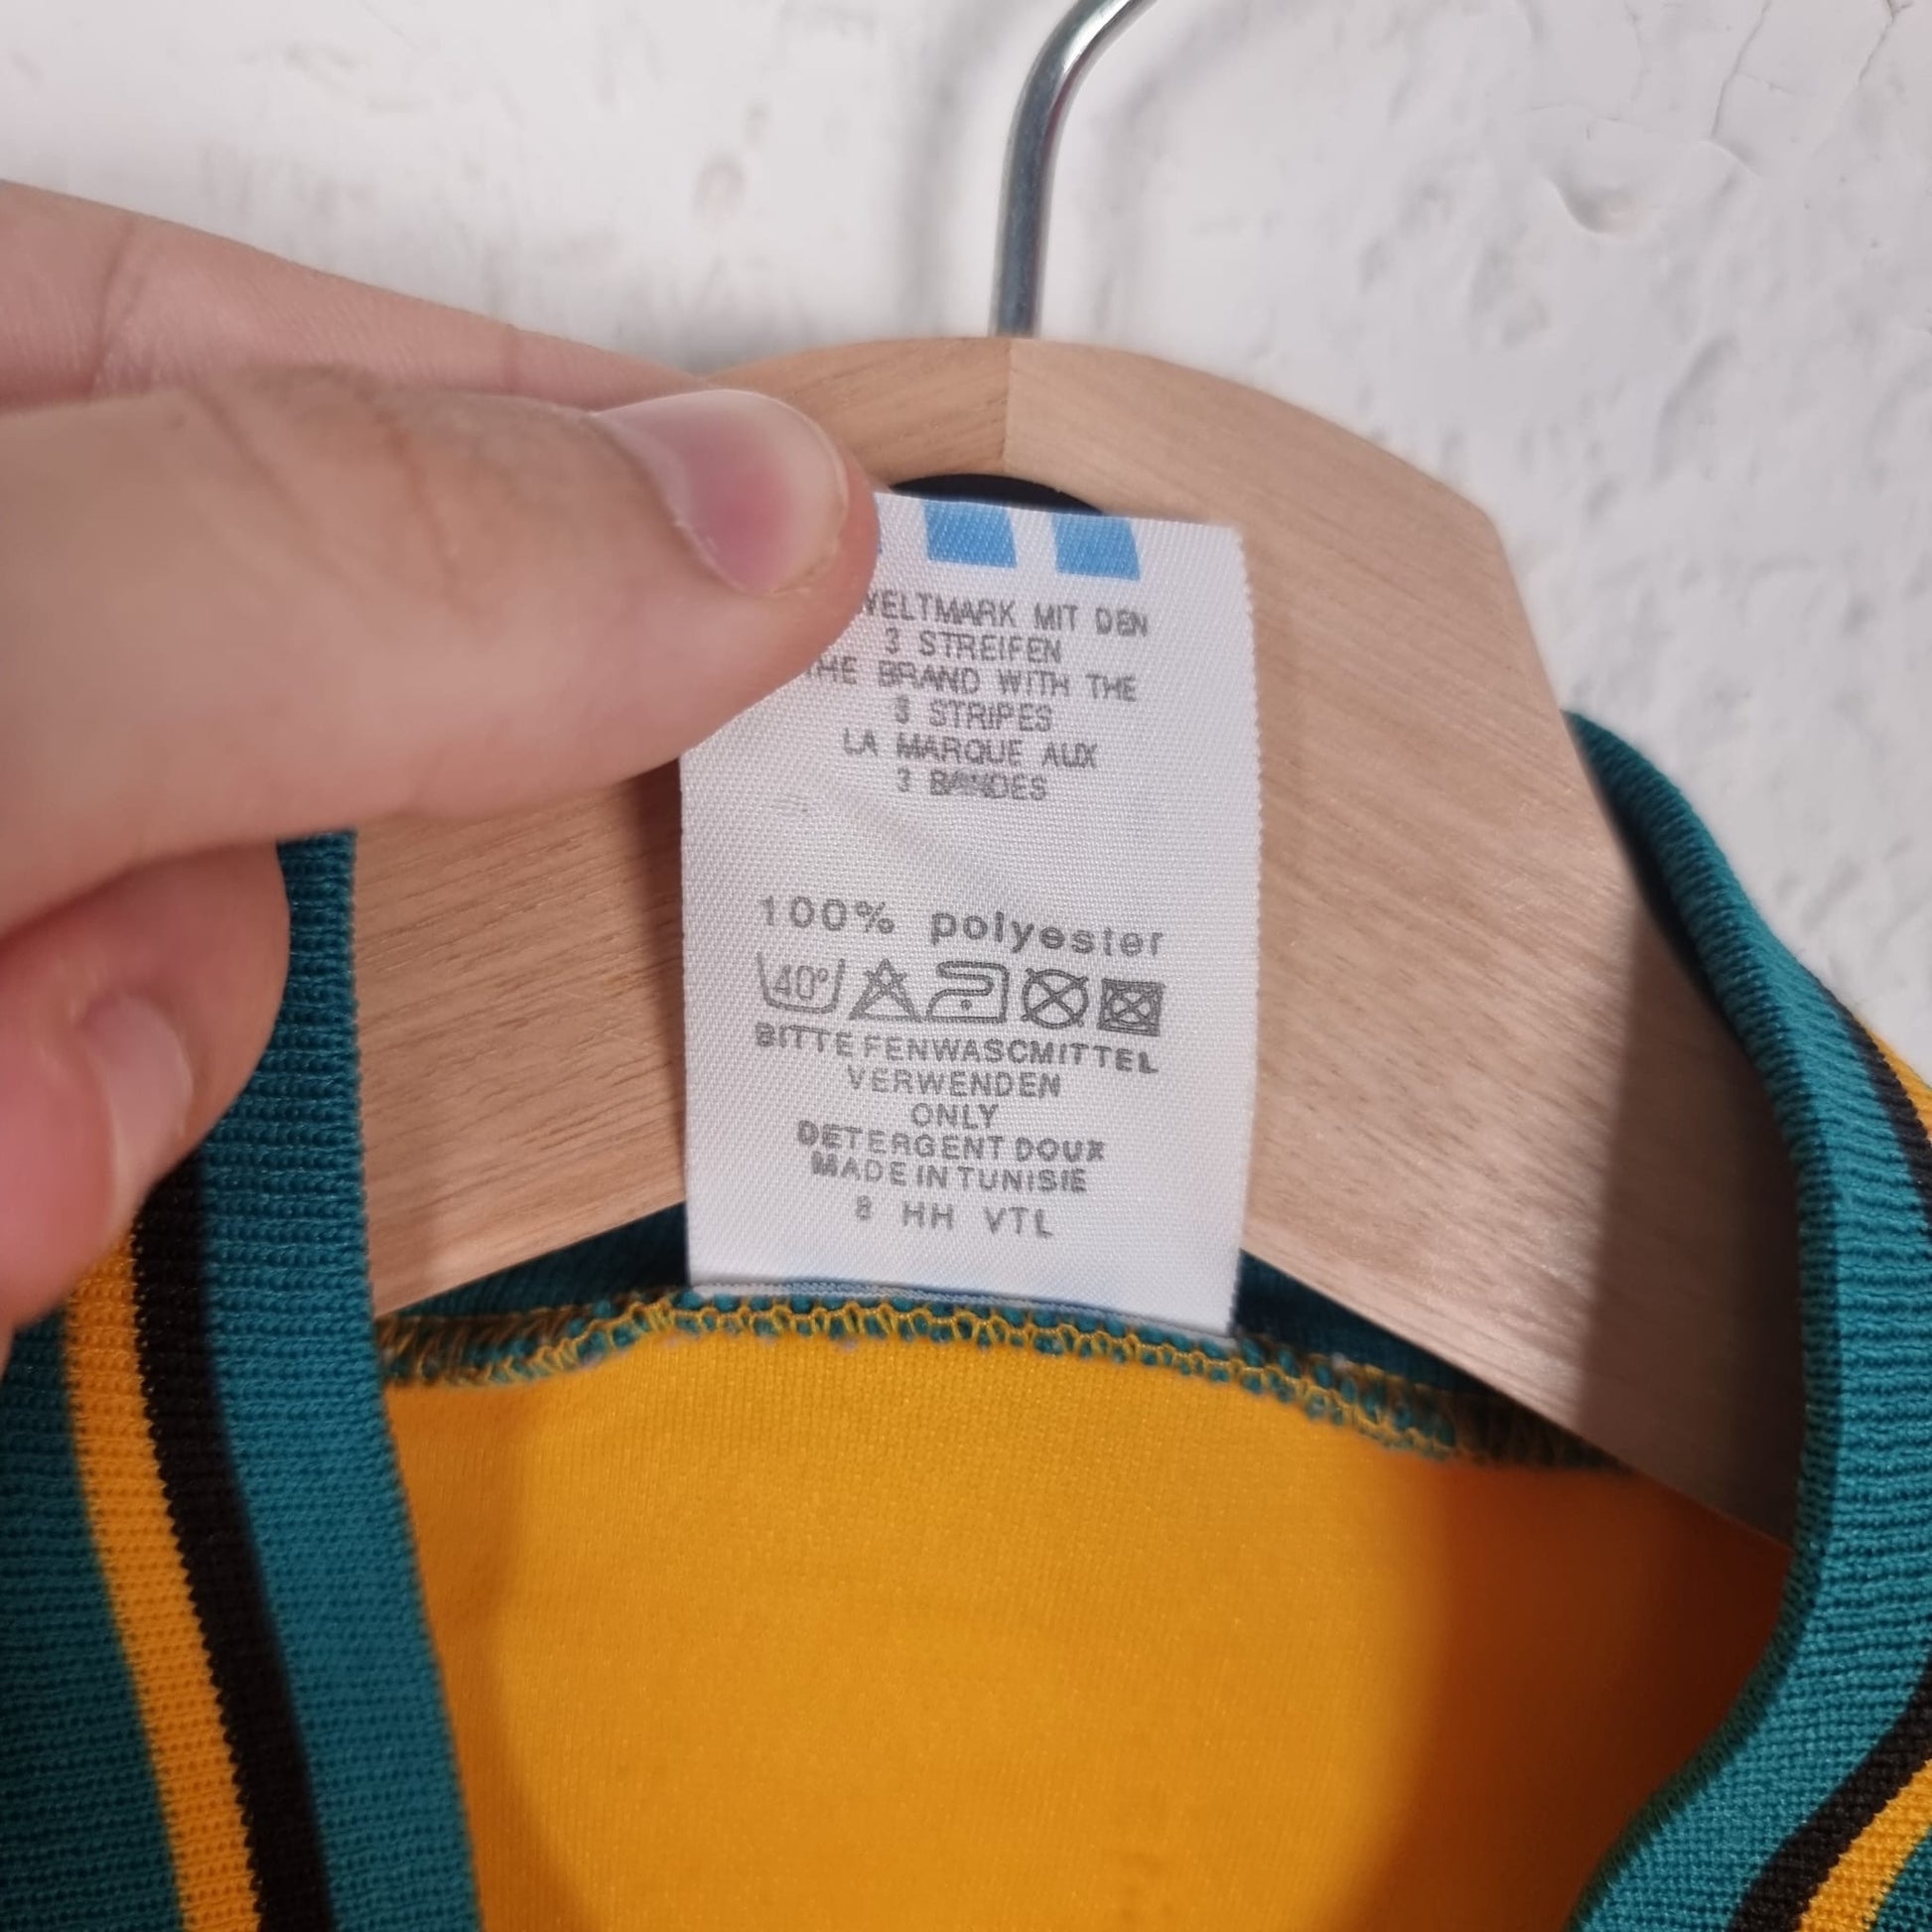 WELTMARK MIT DEN
3 STREIFEN
THE BRAND WITH THE
3 STRIPES
LA MARQUE AUX
3 BANDES
100% polyester
40°
BITTE FENWASCMITTEL
VERWENDEN
ONLY
DETERGENT DOUX
MADE IN TUNISIE
8 HH VTL